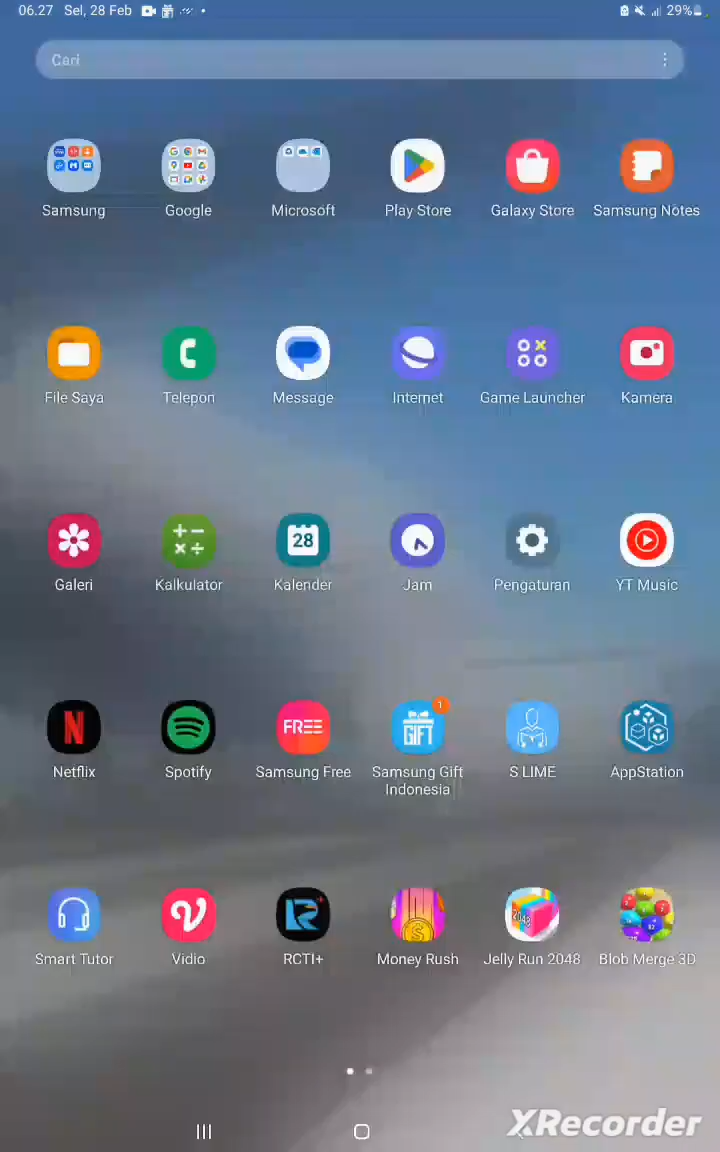 06.27 Sel, 28 Feb
29%
Cari
Samsung
Google
Microsoft
Play Store
Galaxy Store
Samsung Notes
File Saya
Telepon
Message
Internet
Game Launcher
Kamera
28
Galeri
Kalkulator
Kalender
Jam
Pengaturan
YT Music
N
FREE
GIFT
1
Netflix
Spotify
Samsung Free
Samsung Gift
Indonesia
S LIME
AppStation
2048
Smart Tutor
Vidio
RCTI+
Money Rush
Jelly Run 2048
Blob Merge 3D
XRecorder